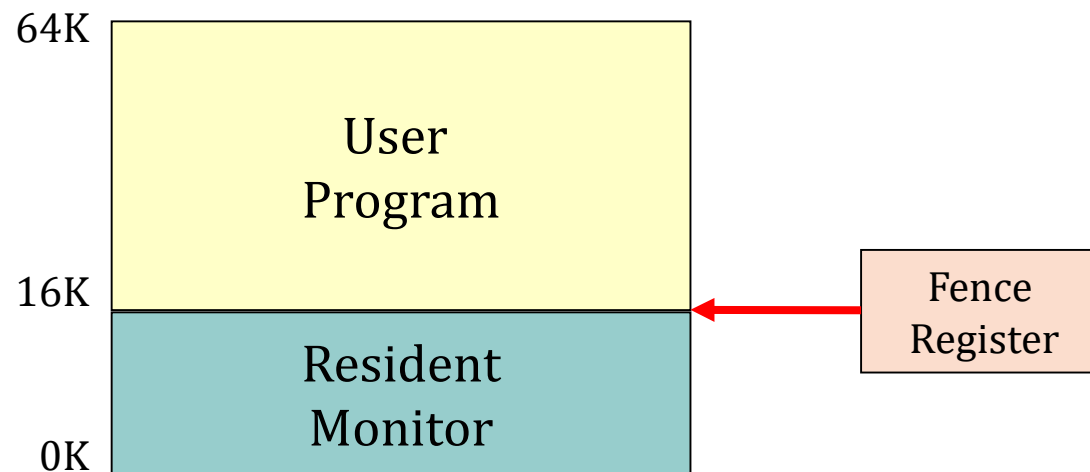 64K
User
Program
16K
Fence
Register
Resident
Monitor
0K